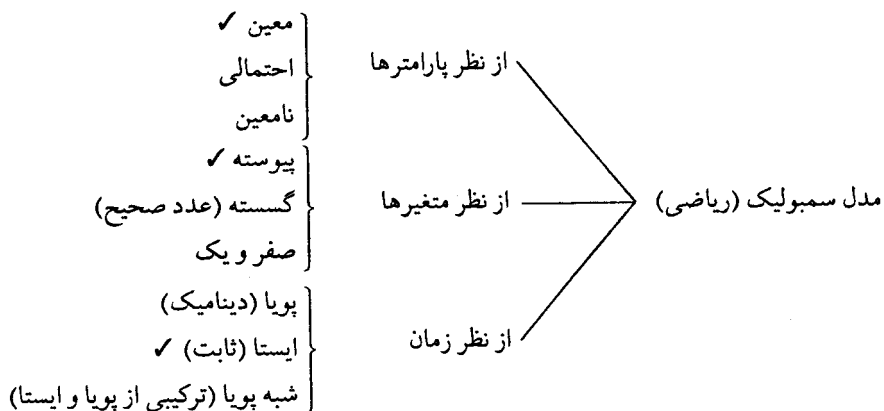 مدل سمبولیک (ریاضی)
از نظر پارامترها
معین ✓
احتمالی
نامعین
از نظر متغیرها
پیوسته ✓
گسسته (عدد صحیح)
صفر و یک
از نظر زمان
پویا (دینامیک)
ایستا (ثابت) ✓
شبه پویا (ترکیبی از پویا و ایستا)